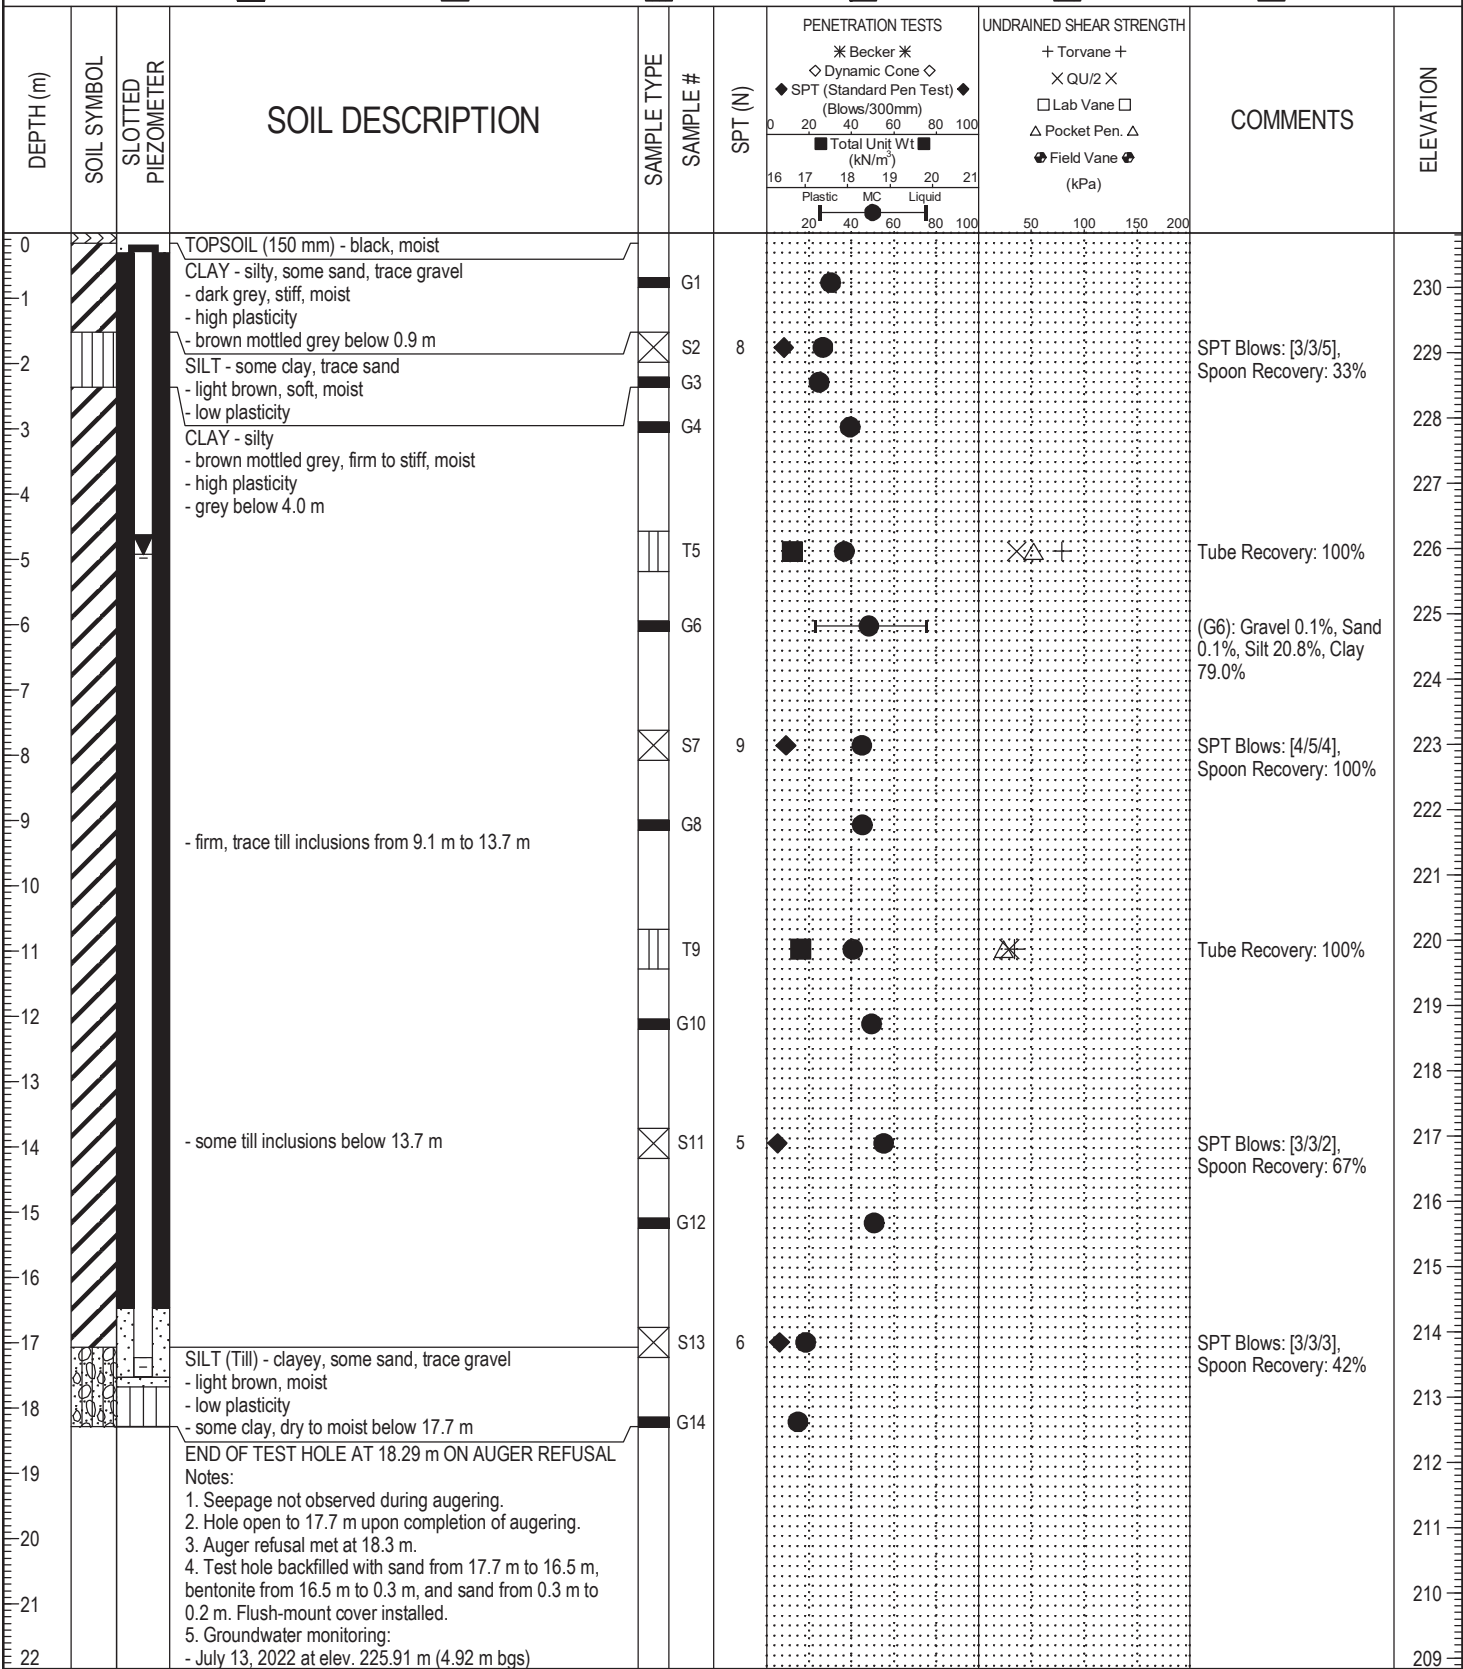 DEPTH (m)
SOIL SYMBOL
SLOTTED
PIEZOMETER
SOIL DESCRIPTION
SAMPLE TYPE
SAMPLE #
SPT (N)
PENETRATION TESTS
✳ Becker ✳
◇ Dynamic Cone ◇
◆ SPT (Standard Pen Test) ◆
(Blows/300mm)
0 20 40 60 80 100
■ Total Unit Wt ■
(kN/m³)
16 17 18 19 20 21
Plastic MC Liquid
20 40 60 80 100
UNDRAINED SHEAR STRENGTH
+ Torvane +
× QU/2 ×
□ Lab Vane □
△ Pocket Pen. △
Field Vane
(kPa)
50 100 150 200
COMMENTS
ELEVATION
0
1
2
3
4
5
6
7
8
9
10
11
12
13
14
15
16
17
18
19
20
21
22
TOPSOIL (150 mm) - black, moist
CLAY - silty, some sand, trace gravel
- dark grey, stiff, moist
- high plasticity
- brown mottled grey below 0.9 m
SILT - some clay, trace sand
- light brown, soft, moist
- low plasticity
CLAY - silty
- brown mottled grey, firm to stiff, moist
- high plasticity
- grey below 4.0 m
- firm, trace till inclusions from 9.1 m to 13.7 m
- some till inclusions below 13.7 m
SILT (Till) - clayey, some sand, trace gravel
- light brown, moist
- low plasticity
- some clay, dry to moist below 17.7 m
END OF TEST HOLE AT 18.29 m ON AUGER REFUSAL
Notes:
1. Seepage not observed during augering.
2. Hole open to 17.7 m upon completion of augering.
3. Auger refusal met at 18.3 m.
4. Test hole backfilled with sand from 17.7 m to 16.5 m,
bentonite from 16.5 m to 0.3 m, and sand from 0.3 m to
0.2 m. Flush-mount cover installed.
5. Groundwater monitoring:
- July 13, 2022 at elev. 225.91 m (4.92 m bgs)
G1
S2
G3
G4
T5
G6
S7
G8
T9
G10
S11
G12
S13
G14
8
9
5
6
SPT Blows: [3/3/5],
Spoon Recovery: 33%
Tube Recovery: 100%
(G6): Gravel 0.1%, Sand
0.1%, Silt 20.8%, Clay
79.0%
SPT Blows: [4/5/4],
Spoon Recovery: 100%
Tube Recovery: 100%
SPT Blows: [3/3/2],
Spoon Recovery: 67%
SPT Blows: [3/3/3],
Spoon Recovery: 42%
230
229
228
227
226
225
224
223
222
221
220
219
218
217
216
215
214
213
212
211
210
209